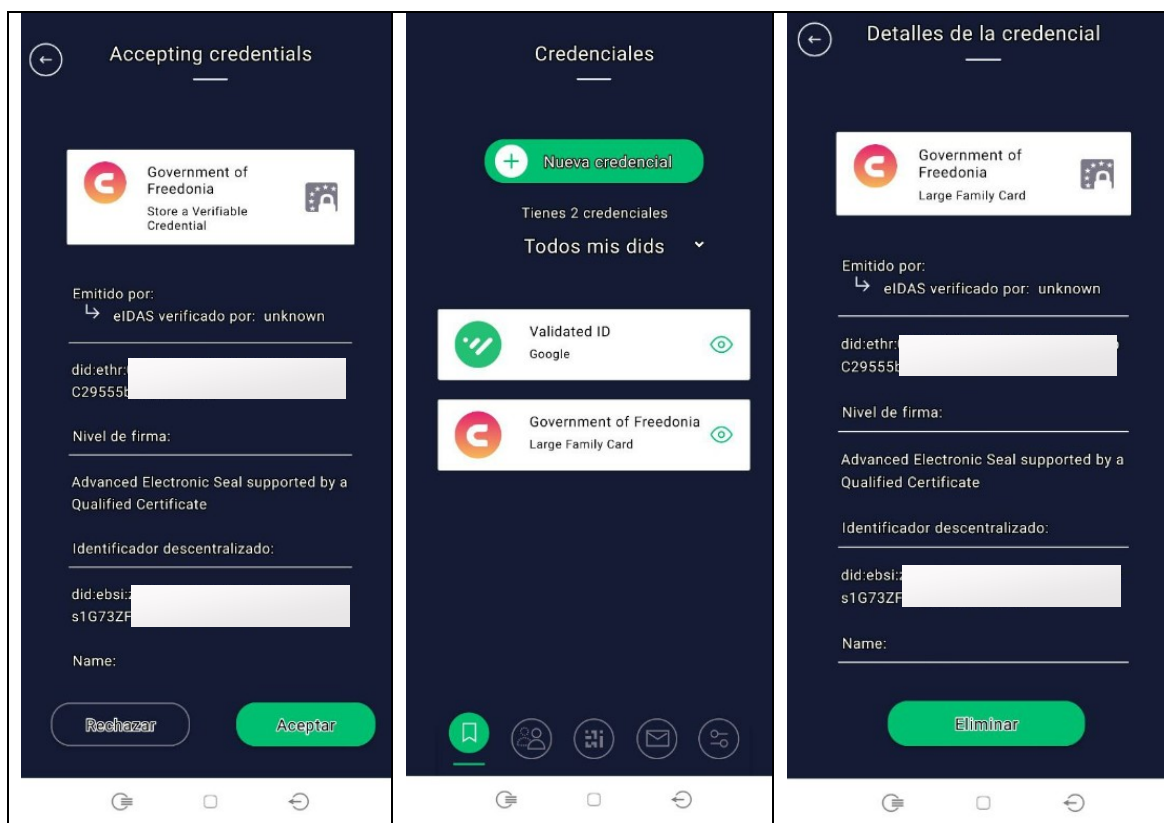 Accepting credentials
Government of
Freedonia
Store a Verifiable
Credential
Emitido por:
eIDAS verificado por: unknown
did:ethr:
C29555
Nivel de firma:
Advanced Electronic Seal supported by a
Qualified Certificate
Identificador descentralizado:
did:ebsi:
s1G73ZF
Name:
Rechazar
Aceptar
Credenciales
Nueva credencial
Tienes 2 credenciales
Todos mis dids
Validated ID
Google
Government of Freedonia
Large Family Card
Detalles de la credencial
Government of
Freedonia
Large Family Card
Emitido por:
eIDAS verificado por: unknown
did:ethr:
C29555
Nivel de firma:
Advanced Electronic Seal supported by a
Qualified Certificate
Identificador descentralizado:
did:ebsi:
s1G73ZF
Name:
Eliminar